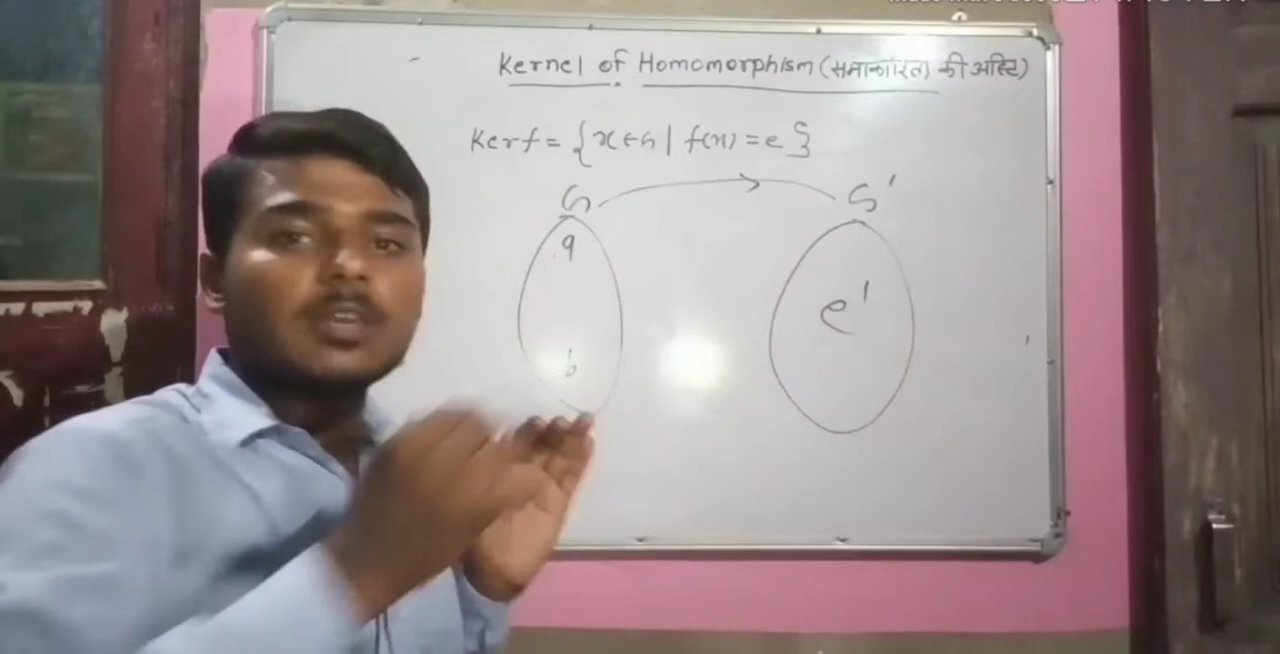 Kernel of Homomorphism (समाकारिता की अष्टि)
Kerf = {x∈G | f(x) = e}
G G'
a
e'
b